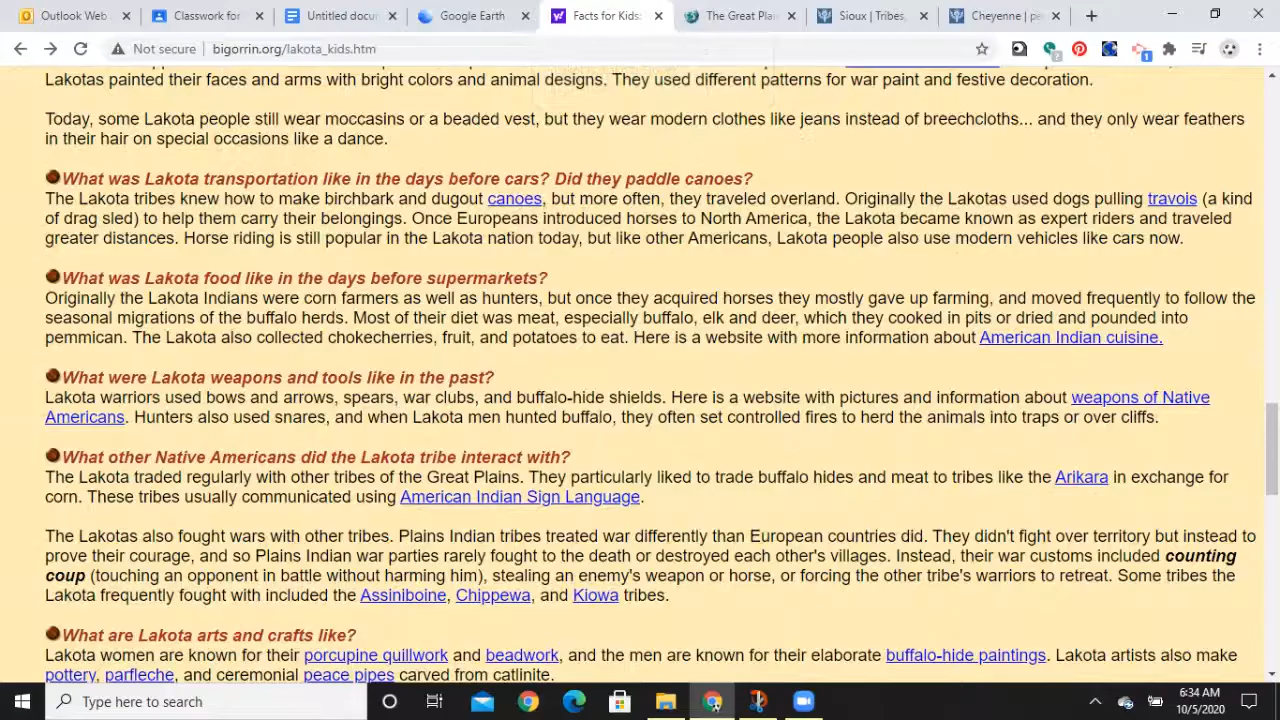 Outlook Web
Classwork for
Untitled docu
Google Earth
Facts for Kids:
The Great Plai
Sioux | Tribes,
Cheyenne | pe
Not secure | bigorrin.org/lakota_kids.htm
Lakotas painted their faces and arms with bright colors and animal designs. They used different patterns for war paint and festive decoration.
Today, some Lakota people still wear moccasins or a beaded vest, but they wear modern clothes like jeans instead of breechcloths... and they only wear feathers
in their hair on special occasions like a dance.
What was Lakota transportation like in the days before cars? Did they paddle canoes?
The Lakota tribes knew how to make birchbark and dugout canoes, but more often, they traveled overland. Originally the Lakotas used dogs pulling travois (a kind
of drag sled) to help them carry their belongings. Once Europeans introduced horses to North America, the Lakota became known as expert riders and traveled
greater distances. Horse riding is still popular in the Lakota nation today, but like other Americans, Lakota people also use modern vehicles like cars now.
What was Lakota food like in the days before supermarkets?
Originally the Lakota Indians were corn farmers as well as hunters, but once they acquired horses they mostly gave up farming, and moved frequently to follow the
seasonal migrations of the buffalo herds. Most of their diet was meat, especially buffalo, elk and deer, which they cooked in pits or dried and pounded into
pemmican. The Lakota also collected chokecherries, fruit, and potatoes to eat. Here is a website with more information about American Indian cuisine.
What were Lakota weapons and tools like in the past?
Lakota warriors used bows and arrows, spears, war clubs, and buffalo-hide shields. Here is a website with pictures and information about weapons of Native
Americans. Hunters also used snares, and when Lakota men hunted buffalo, they often set controlled fires to herd the animals into traps or over cliffs.
What other Native Americans did the Lakota tribe interact with?
The Lakota traded regularly with other tribes of the Great Plains. They particularly liked to trade buffalo hides and meat to tribes like the Arikara in exchange for
corn. These tribes usually communicated using American Indian Sign Language.
The Lakotas also fought wars with other tribes. Plains Indian tribes treated war differently than European countries did. They didn't fight over territory but instead to
prove their courage, and so Plains Indian war parties rarely fought to the death or destroyed each other's villages. Instead, their war customs included counting
coup (touching an opponent in battle without harming him), stealing an enemy's weapon or horse, or forcing the other tribe's warriors to retreat. Some tribes the
Lakota frequently fought with included the Assiniboine, Chippewa, and Kiowa tribes.
What are Lakota arts and crafts like?
Lakota women are known for their porcupine quillwork and beadwork, and the men are known for their elaborate buffalo-hide paintings. Lakota artists also make
pottery, parfleche, and ceremonial peace pipes carved from catlinite.
Type here to search
6:34 AM
10/5/2020